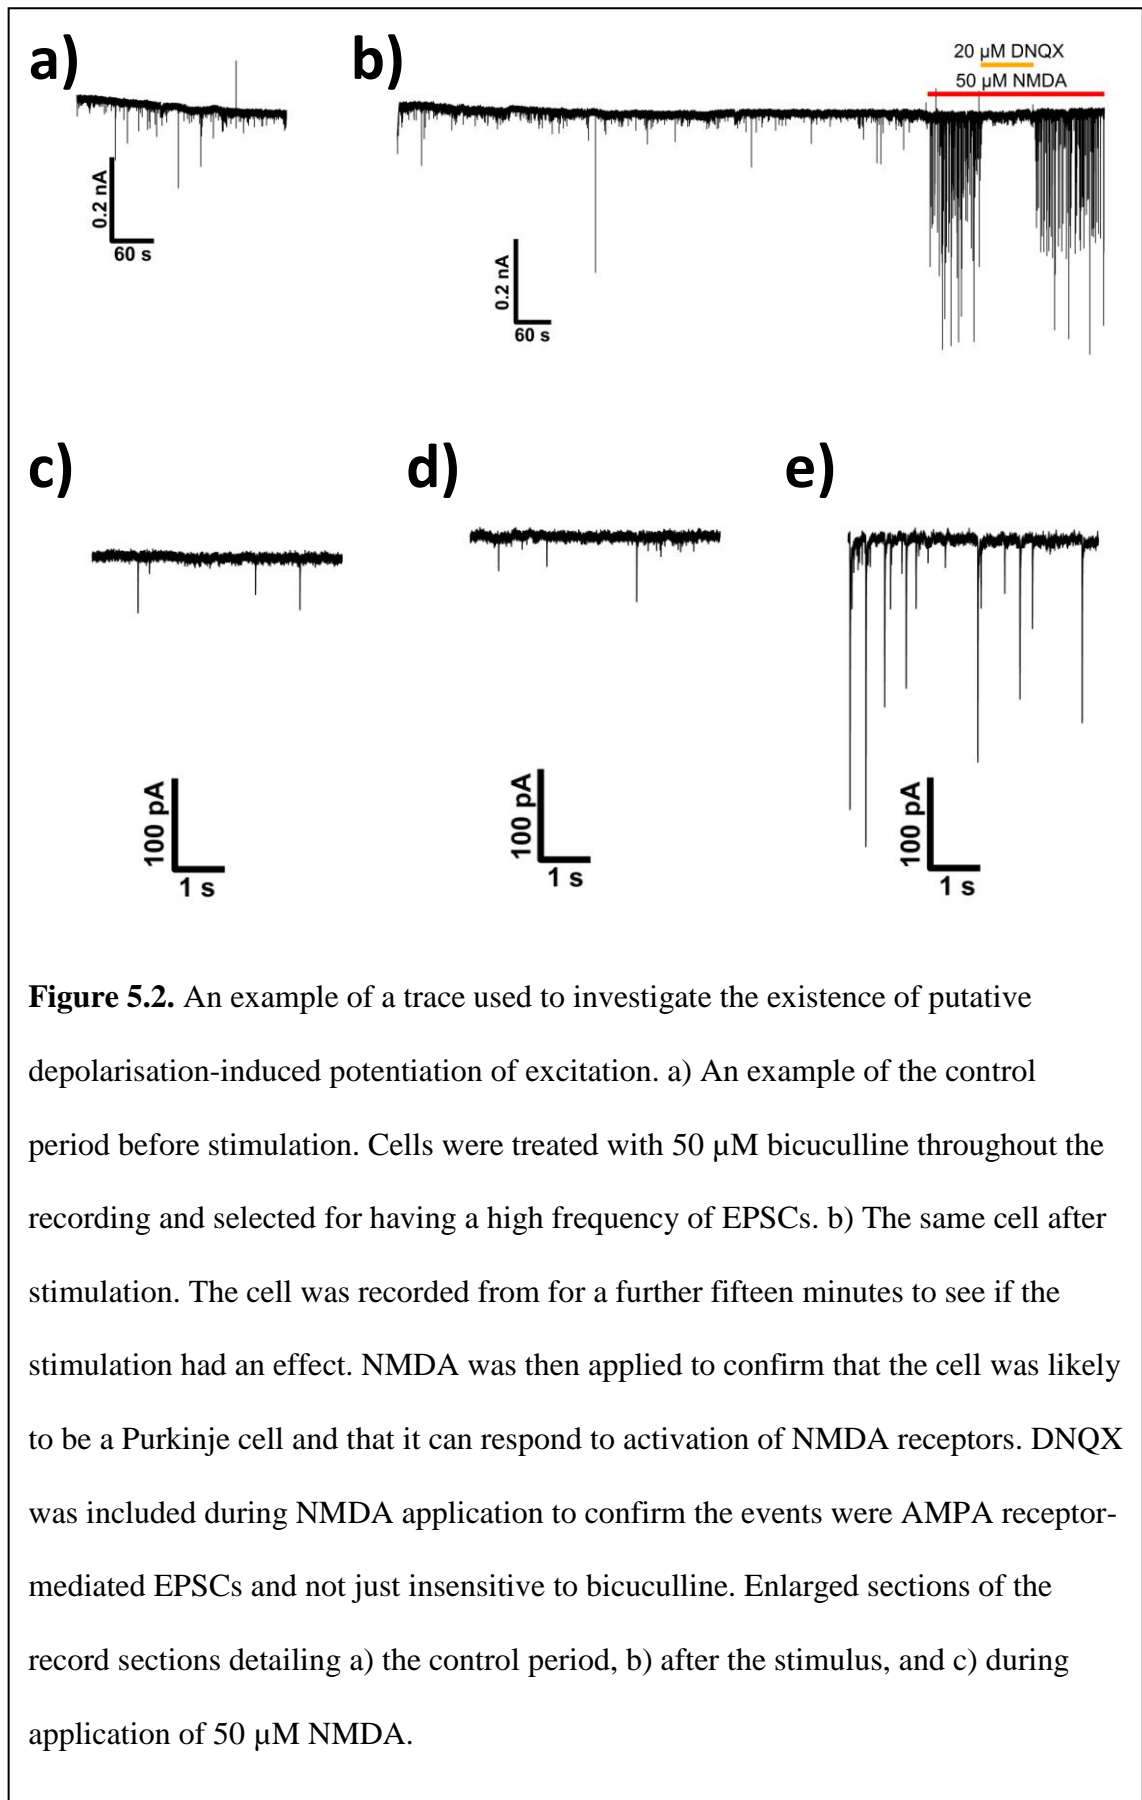 a)
b)
20 µM DNQX
50 µM NMDA
0.2 nA
60 s
0.2 nA
60 s
c)
d)
e)
100 pA
1 s
100 pA
1 s
100 pA
1 s
Figure 5.2. An example of a trace used to investigate the existence of putative
depolarisation-induced potentiation of excitation. a) An example of the control
period before stimulation. Cells were treated with 50 µM bicuculline throughout the
recording and selected for having a high frequency of EPSCs. b) The same cell after
stimulation. The cell was recorded from for a further fifteen minutes to see if the
stimulation had an effect. NMDA was then applied to confirm that the cell was likely
to be a Purkinje cell and that it can respond to activation of NMDA receptors. DNQX
was included during NMDA application to confirm the events were AMPA receptor-
mediated EPSCs and not just insensitive to bicuculline. Enlarged sections of the
record sections detailing a) the control period, b) after the stimulus, and c) during
application of 50 µM NMDA.